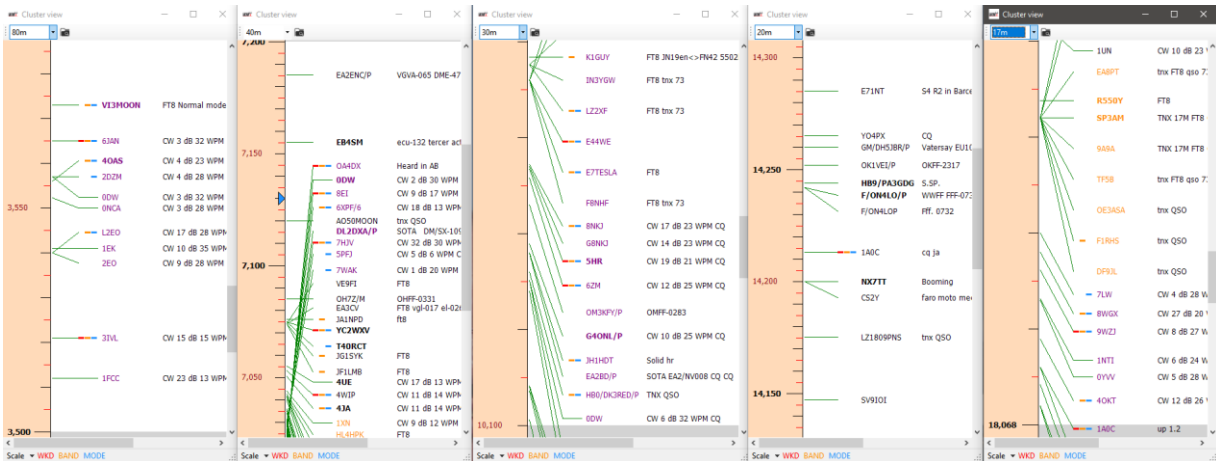 Cluster view
80m
VI3MOON FT8 Normal mode
6JAN CW 3 dB 32 WPM
4OAS CW 4 dB 23 WPM
2DZM CW 4 dB 28 WPM
0DW CW 3 dB 32 WPM
3,550
0NCA CW 3 dB 28 WPM
L2EO CW 17 dB 28 WPM
1EK CW 10 dB 35 WPM
2EO CW 9 dB 28 WPM
3IVL CW 15 dB 15 WPM
1FCC CW 23 dB 13 WPM
3,500
Scale WKD BAND MODE
Cluster view
40m
7,200
EA2ENC/P VGVA-065 DME-47
EB4SM ecu-132 tercer act
7,150
OA4DX Heard in AB
0DW CW 2 dB 30 WPM
8EI CW 9 dB 17 WPM
6XPF/6 CW 18 dB 13 WPM
AO50MOON tnx QSO
DL2DXA/P SOTA DM/SX-109
7HJV CW 32 dB 30 WPM
5PFJ CW 5 dB 6 WPM C
7,100
7WAK CW 1 dB 20 WPM
VE9FI FT8
OH7Z/M OHFF-0331
EA3CV FT8 vgl-017 el-02
JA1NPD ft8
YC2WXV
T40RCT
JG1SYK FT8
JF1LMB FT8
7,050
4UE CW 17 dB 13 WPM
4WIP CW 11 dB 14 WPM
4JA CW 11 dB 14 WPM
1XN CW 9 dB 12 WPM
HL4HPK FT8
Scale WKD BAND MODE
Cluster view
30m
K1GUY FT8 JN19en<>FN42 5502
IN3YGW FT8 tnx 73
LZ2XF FT8 tnx 73
E44WE
E7TESLA FT8
F8NHF FT8 tnx 73
8NKJ CW 17 dB 23 WPM CQ
G8NKJ CW 14 dB 23 WPM CQ
5HR CW 19 dB 21 WPM CQ
6ZM CW 12 dB 25 WPM CQ
OM3KFY/P OMFF-0283
G4ONL/P CW 10 dB 25 WPM CQ
JH1HDT Solid hr
EA2BD/P SOTA EA2/NV008 CQ CQ
HB0/DK3RED/P TNX QSO
0DW CW 6 dB 32 WPM CQ
10,100
Scale WKD BAND MODE
Cluster view
20m
14,300
E71NT S4 R2 in Barce
YO4PX CQ
GM/DH5JBR/P Vatersay EU10
14,250
OK1VEI/P OKFF-2317
HB9/PA3GDG S.SP.
F/ON4LO/P WWFF FFF-073
F/ON4LOP Fff. 0732
1A0C cq ja
14,200
NX7TT Booming
CS2Y faro moto mee
LZ1809PNS tnx QSO
14,150
SV9IOI
Scale WKD BAND MODE
Cluster view
17m
1UN CW 10 dB 23
EA8PT tnx FT8 qso 73
R550Y FT8
SP3AM TNX 17M FT8
9A9A TNX 17M FT8
TF5B tnx FT8 qso 7
OE3ASA tnx QSO
F1RHS tnx QSO
DF9JL tnx QSO
7LW CW 4 dB 28 W
8WGX CW 27 dB 20
9WZJ CW 8 dB 27 W
1NTI CW 6 dB 24 W
0YVV CW 5 dB 28 W
4OKT CW 12 dB 26
18,068
1A0C up 1.2
Scale WKD BAND MODE